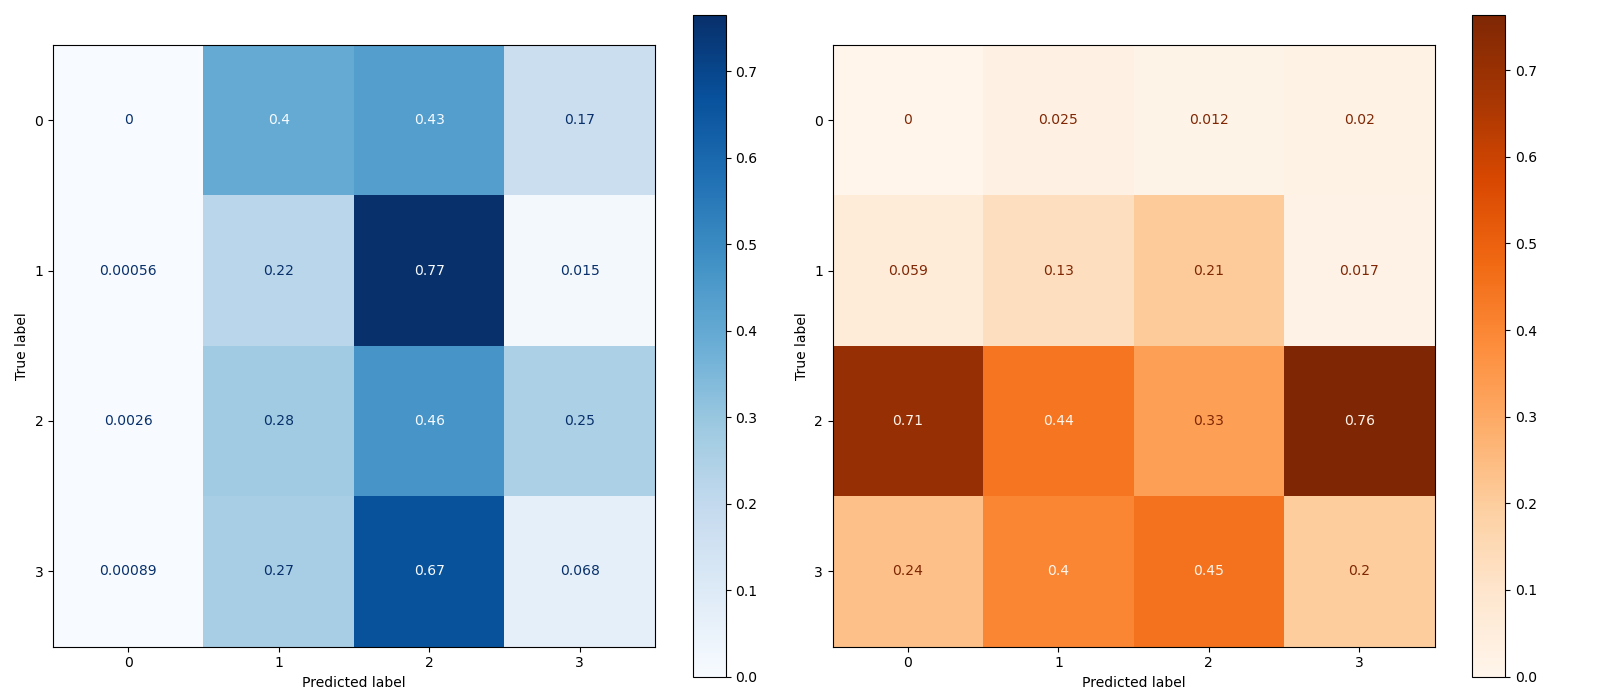 0 0.4 0.43 0.17
0
0.00056 0.22 0.77 0.015
1
0.0026 0.28 0.46 0.25
2
0.00089 0.27 0.67 0.068
3
0 1 2 3
Predicted label
True label
0.7
0.6
0.5
0.4
0.3
0.2
0.1
0.0
0 0.025 0.012 0.02
0
0.059 0.13 0.21 0.017
1
0.71 0.44 0.33 0.76
2
0.24 0.4 0.45 0.2
3
0 1 2 3
Predicted label
True label
0.7
0.6
0.5
0.4
0.3
0.2
0.1
0.0